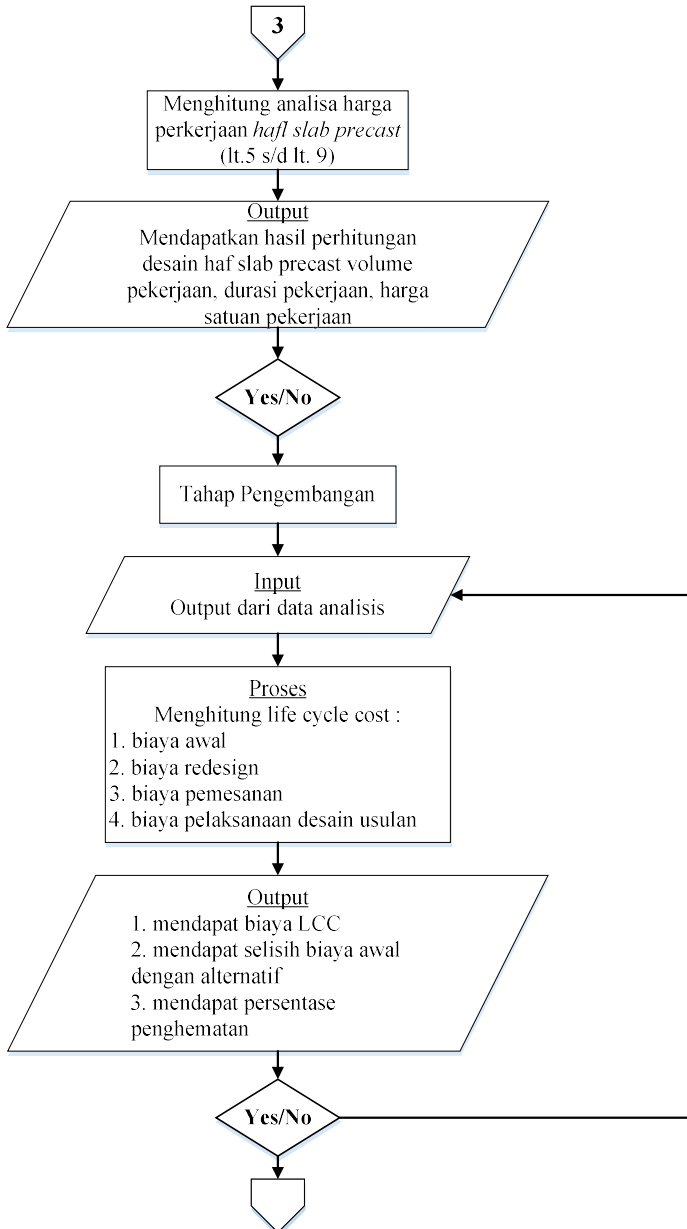 3
Menghitung analisa harga
perkerjaan hafl slab precast
(lt.5 s/d lt. 9)
Output
Mendapatkan hasil perhitungan
desain haf slab precast volume
pekerjaan, durasi pekerjaan, harga
satuan pekerjaan
Yes/No
Tahap Pengembangan
Input
Output dari data analisis
Proses
Menghitung life cycle cost :
1. biaya awal
2. biaya redesign
3. biaya pemesanan
4. biaya pelaksanaan desain usulan
Output
1. mendapat biaya LCC
2. mendapat selisih biaya awal
dengan alternatif
3. mendapat persentase
penghematan
Yes/No